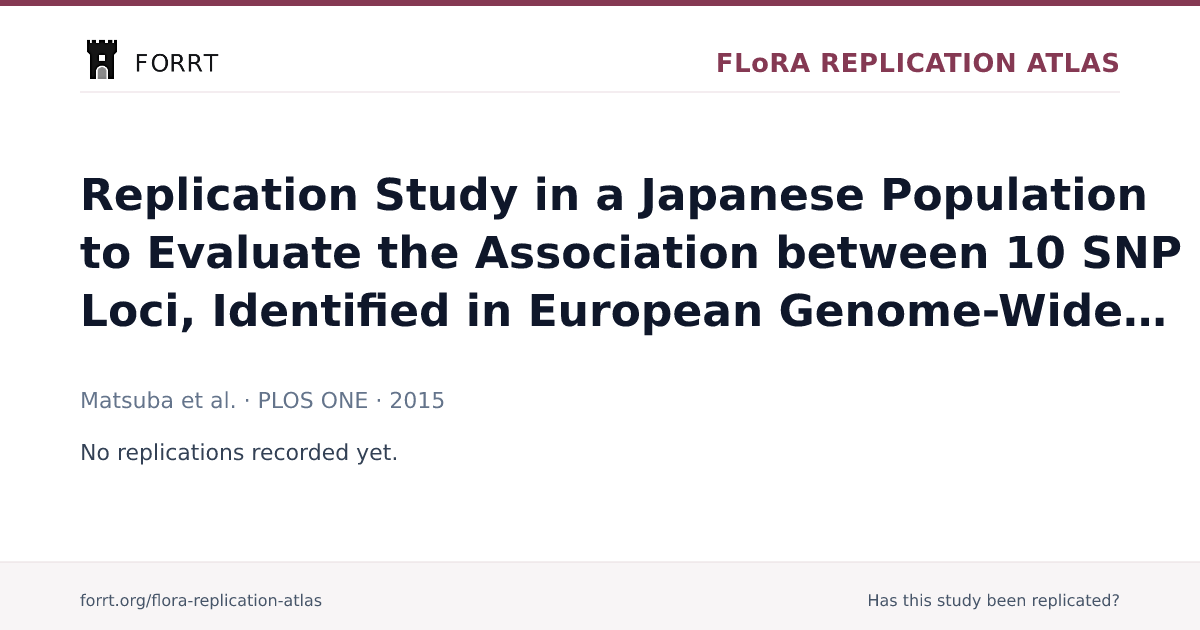 FORRT
FLoRA REPLICATION ATLAS
Replication Study in a Japanese Population
to Evaluate the Association between 10 SNP
Loci, Identified in European Genome-Wide…
Matsuba et al. · PLOS ONE · 2015
No replications recorded yet.
forrt.org/flora-replication-atlas
Has this study been replicated?